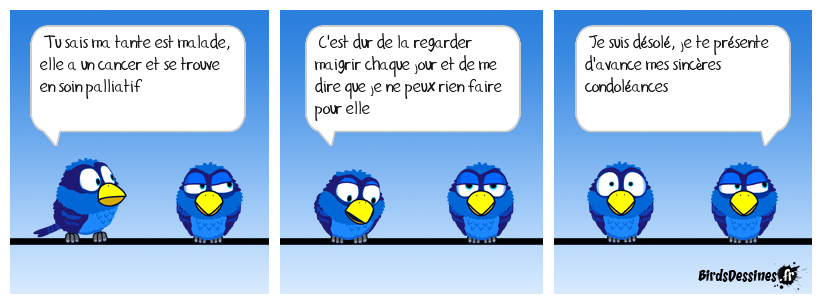 Tu sais ma tante est malade,
elle a un cancer et se trouve
en soin palliatif
C'est dur de la regarder
maigrir chaque jour et de me
dire que je ne peux rien faire
pour elle
Je suis désolé, je te présente
d'avance mes sincères
condoléances
BirdsDessines.fr